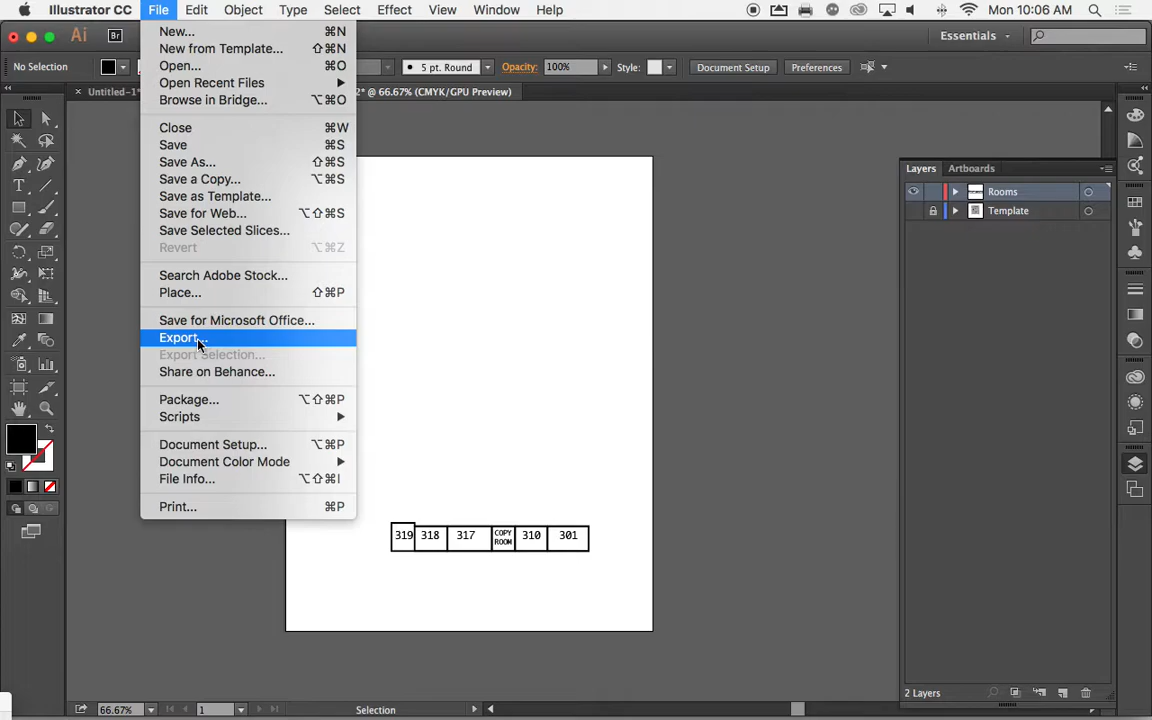 Illustrator CC File Edit Object Type Select Effect View Window Help Mon 10:06 AM
Ai Br Essentials
No Selection 5 pt. Round Opacity: 100% Style: Document Setup Preferences
Untitled-1* 2* @ 66.67% (CMYK/GPU Preview)
New... ⌘N
New from Template... ⇧⌘N
Open... ⌘O
Open Recent Files
Browse in Bridge... ⌥⌘O
Close ⌘W
Save ⌘S
Save As... ⇧⌘S
Save a Copy... ⌥⌘S
Save as Template...
Save for Web... ⌥⇧⌘S
Save Selected Slices...
Revert ⌥⌘Z
Search Adobe Stock...
Place... ⇧⌘P
Save for Microsoft Office...
Export...
Export Selection...
Share on Behance...
Package... ⌥⇧⌘P
Scripts
Document Setup... ⌥⌘P
Document Color Mode
File Info... ⌥⇧⌘I
Print... ⌘P
Layers Artboards
Rooms
Template
319 318 317 COPY ROOM 310 301
2 Layers
66.67% 1 Selection